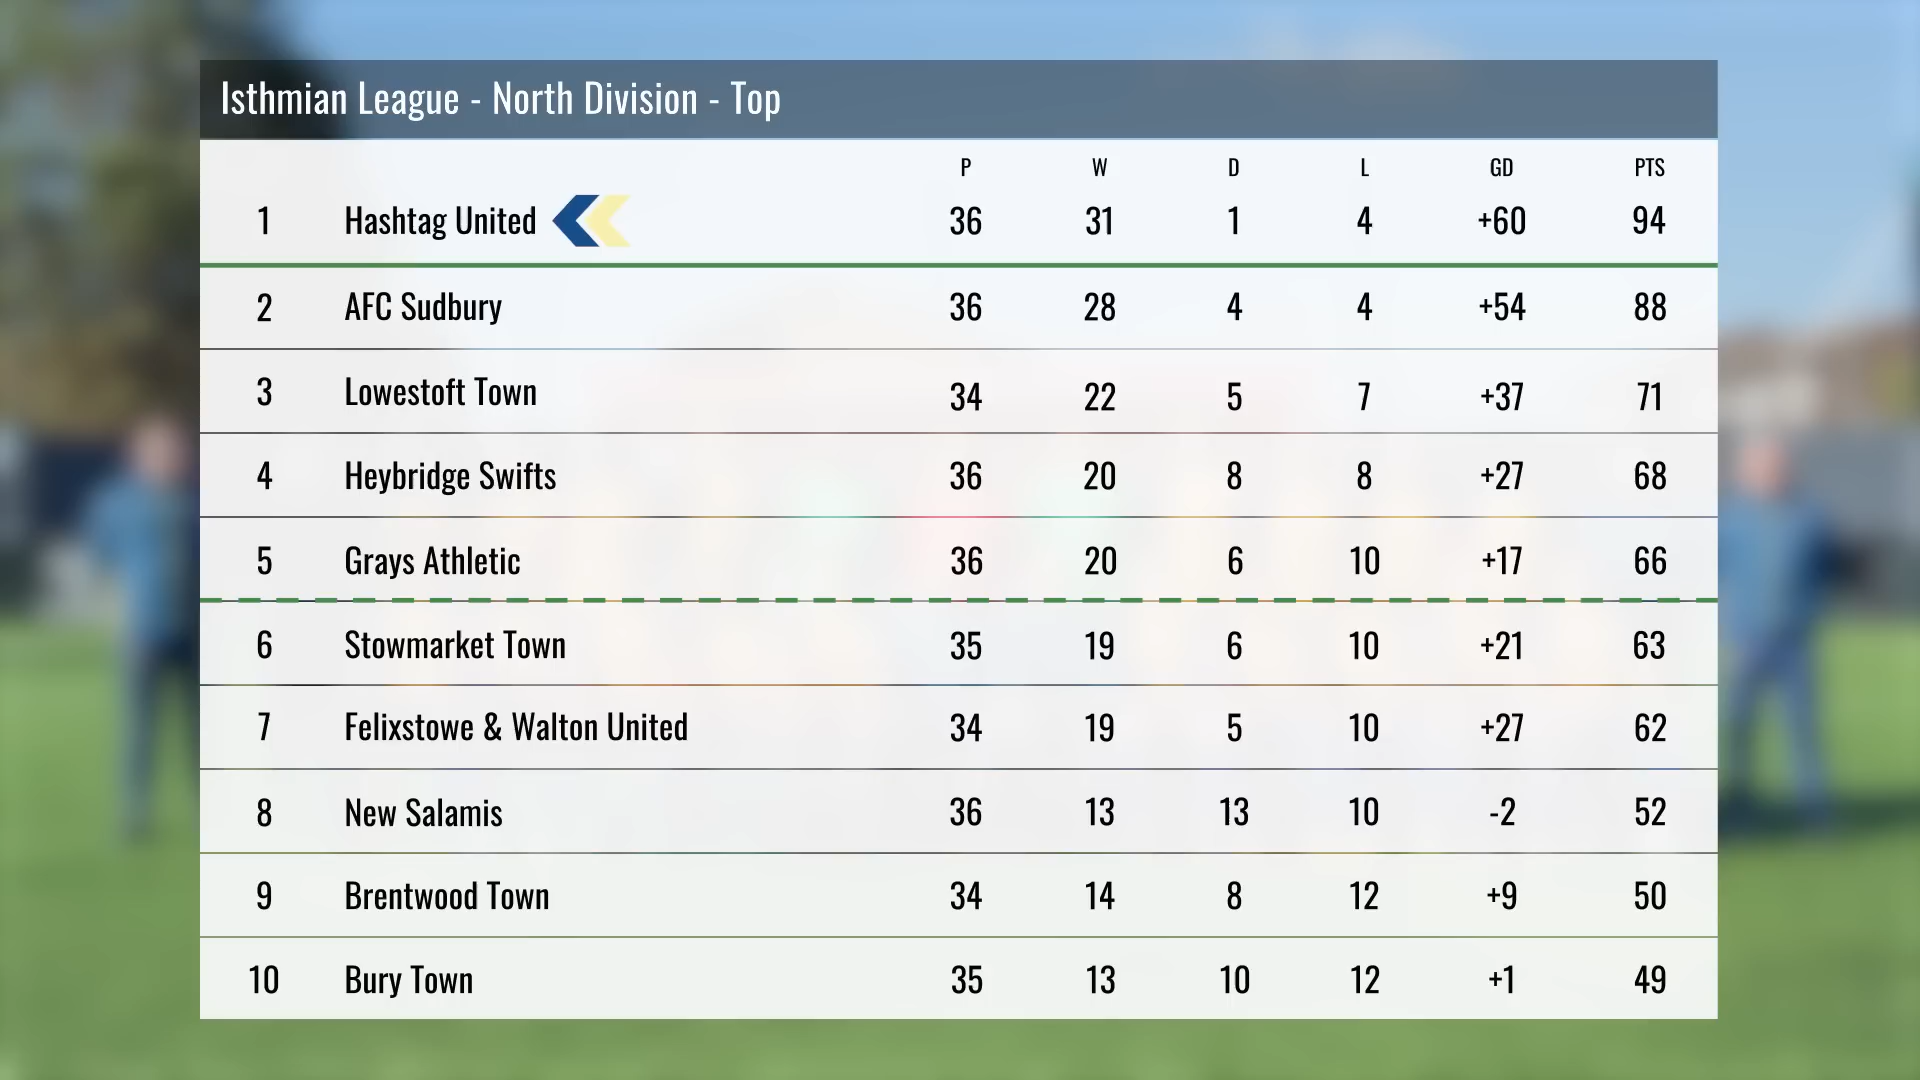 Isthmian League - North Division - Top
P W D L GD PTS
1 Hashtag United 36 31 1 4 +60 94
2 AFC Sudbury 36 28 4 4 +54 88
3 Lowestoft Town 34 22 5 7 +37 71
4 Heybridge Swifts 36 20 8 8 +27 68
5 Grays Athletic 36 20 6 10 +17 66
6 Stowmarket Town 35 19 6 10 +21 63
7 Felixstowe & Walton United 34 19 5 10 +27 62
8 New Salamis 36 13 13 10 -2 52
9 Brentwood Town 34 14 8 12 +9 50
10 Bury Town 35 13 10 12 +1 49